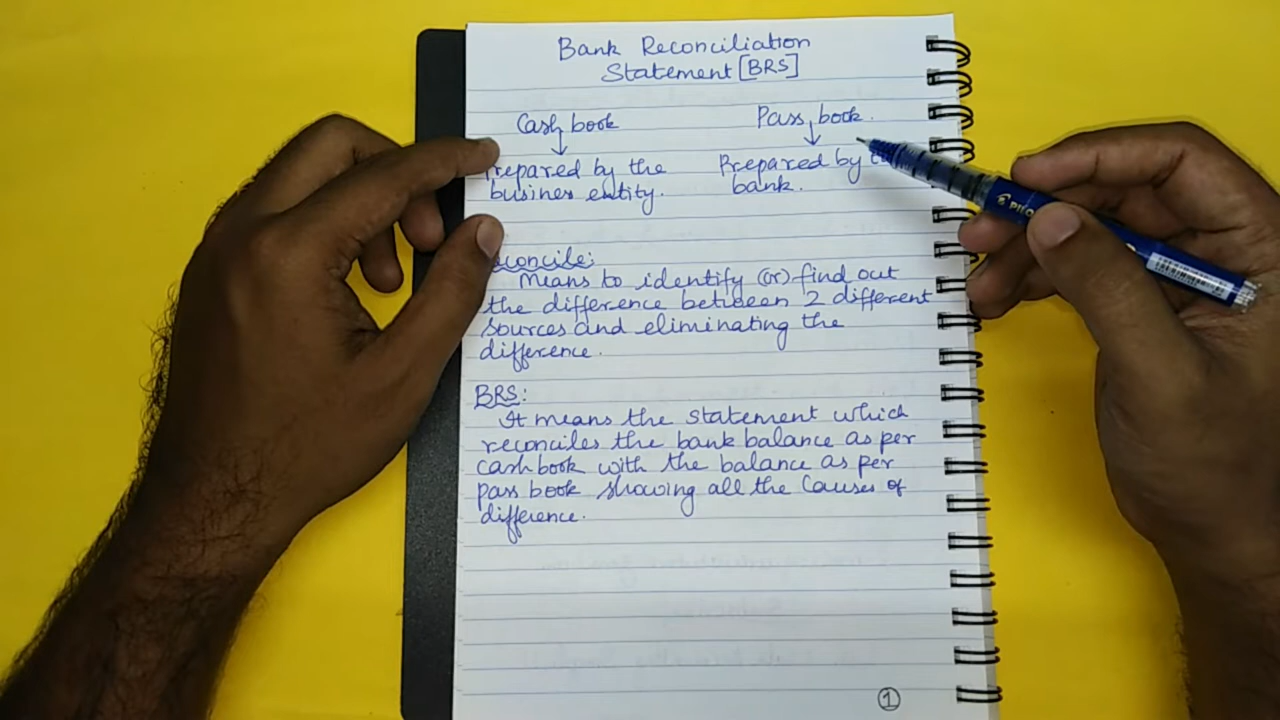 Bank Reconciliation
Statement [BRS]
Cash book
Pass book.
Prepared by the
business entity.
Prepared by
bank.
Means to identify (or) find out
the difference between 2 different
sources and eliminating the
difference.
BRS:
It means the statement which
reconciles the bank balance as per
cash book with the balance as per
pass book showing all the Causes of
difference.
1